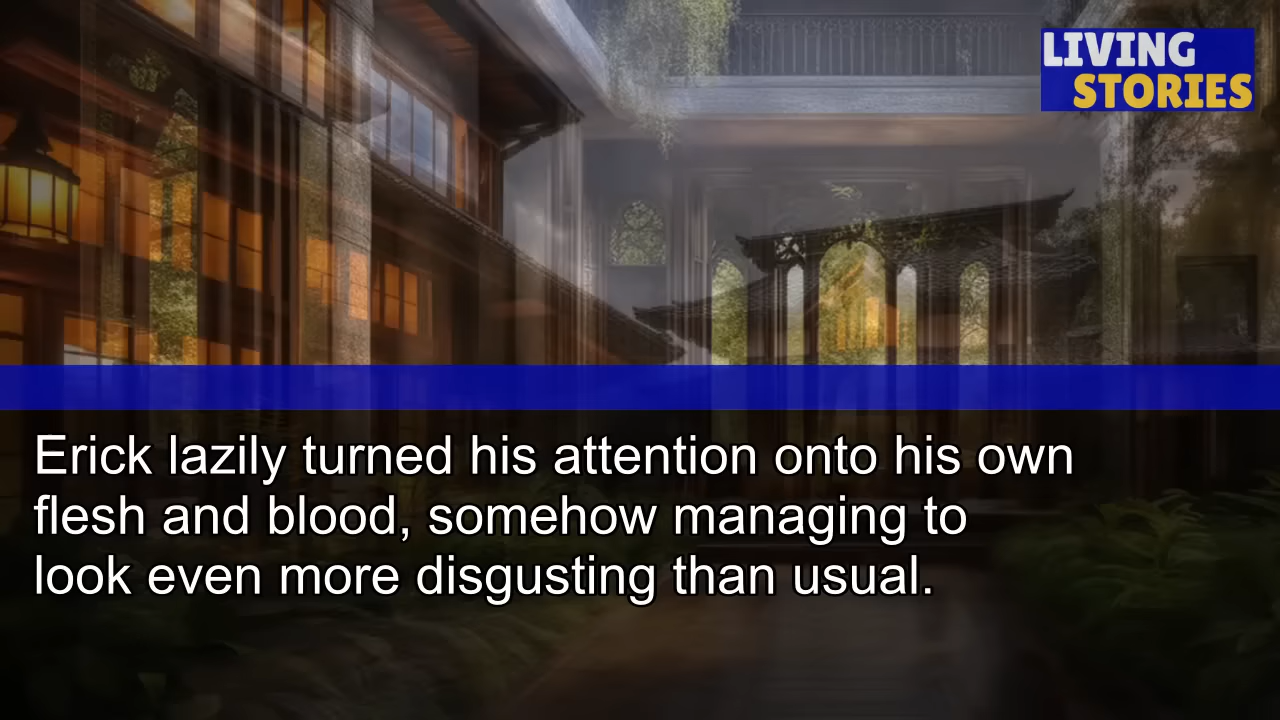 LIVING
STORIES
Erick lazily turned his attention onto his own
flesh and blood, somehow managing to
look even more disgusting than usual.